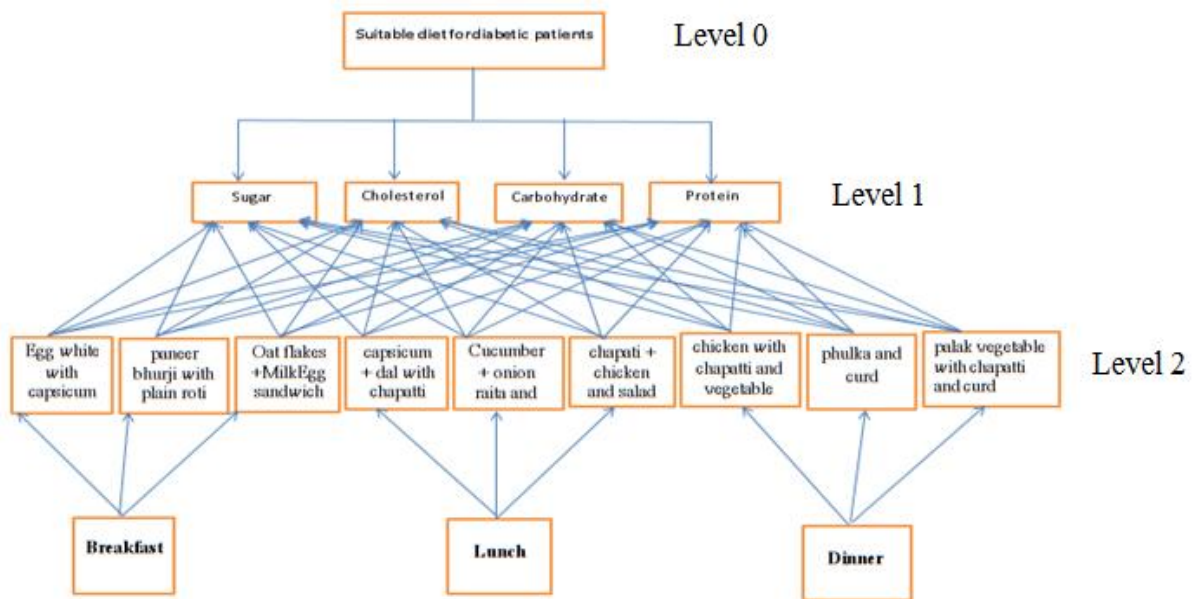 Suitable diet for diabetic patients
Level 0
Sugar
Cholesterol
Carbohydrate
Protein
Level 1
Egg white
with
capsicum
paneer
bhurji with
plain roti
Oat flakes
+MilkEgg
sandwich
capsicum
+ dal with
chapatti
Cucumber
+ onion
raita and
chapati +
chicken
and salad
chicken with
chapatti and
vegetable
phulka and
curd
palak vegetable
with chapatti
and curd
Level 2
Breakfast
Lunch
Dinner